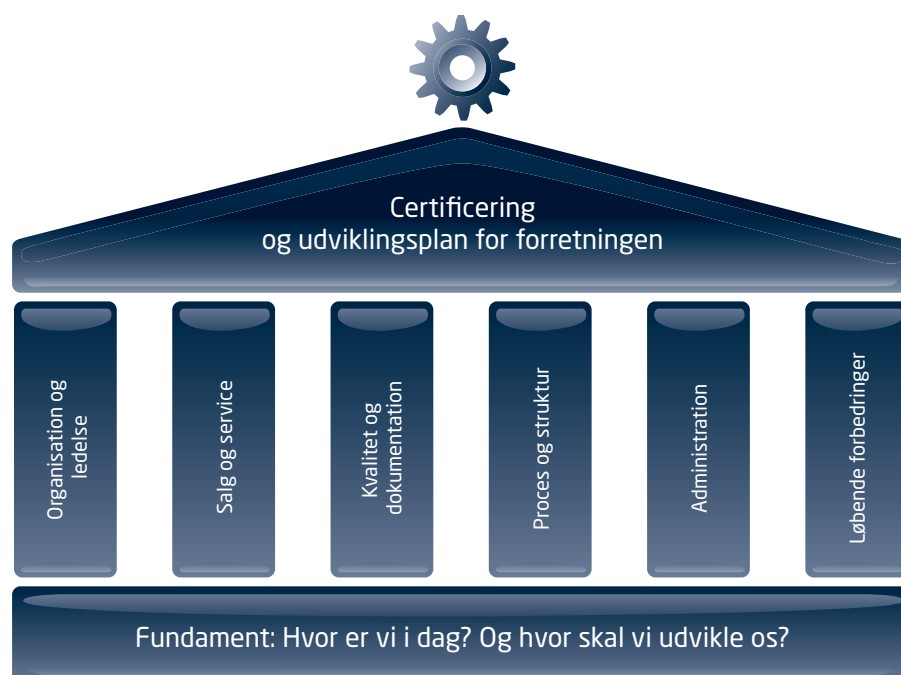 Certificering
og udviklingsplan for forretningen
Organisation og
ledelse
Salg og service
Kvalitet og
dokumentation
Proces og struktur
Administration
Løbende forbedringer
Fundament: Hvor er vi i dag? Og hvor skal vi udvikle os?